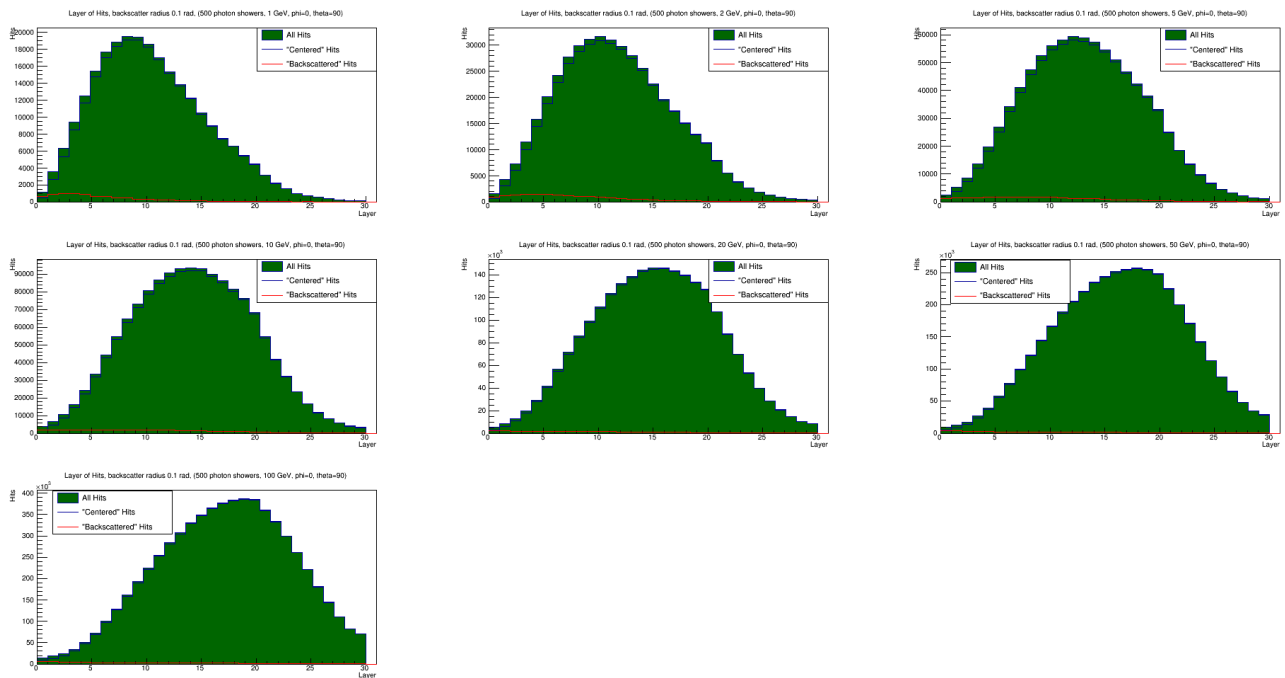 Layer of Hits, backscatter radius 0.1 rad, (500 photon showers, 1 GeV, phi=0, theta=90)
Hits
All Hits
"Centered" Hits
"Backscattered" Hits
20000
18000
16000
14000
12000
10000
8000
6000
4000
2000
0
0 5 10 15 20 25 30
Layer
Layer of Hits, backscatter radius 0.1 rad, (500 photon showers, 2 GeV, phi=0, theta=90)
Hits
All Hits
"Centered" Hits
"Backscattered" Hits
30000
25000
20000
15000
10000
5000
0
0 5 10 15 20 25 30
Layer
Layer of Hits, backscatter radius 0.1 rad, (500 photon showers, 5 GeV, phi=0, theta=90)
Hits
All Hits
"Centered" Hits
"Backscattered" Hits
60000
50000
40000
30000
20000
10000
0
0 5 10 15 20 25 30
Layer
Layer of Hits, backscatter radius 0.1 rad, (500 photon showers, 10 GeV, phi=0, theta=90)
Hits
All Hits
"Centered" Hits
"Backscattered" Hits
90000
80000
70000
60000
50000
40000
30000
20000
10000
0
0 5 10 15 20 25 30
Layer
Layer of Hits, backscatter radius 0.1 rad, (500 photon showers, 20 GeV, phi=0, theta=90)
Hits
×10³
All Hits
"Centered" Hits
"Backscattered" Hits
140
120
100
80
60
40
20
0
0 5 10 15 20 25 30
Layer
Layer of Hits, backscatter radius 0.1 rad, (500 photon showers, 50 GeV, phi=0, theta=90)
Hits
×10³
All Hits
"Centered" Hits
"Backscattered" Hits
250
200
150
100
50
0
0 5 10 15 20 25 30
Layer
Layer of Hits, backscatter radius 0.1 rad, (500 photon showers, 100 GeV, phi=0, theta=90)
Hits
×10³
All Hits
"Centered" Hits
"Backscattered" Hits
400
350
300
250
200
150
100
50
0
0 5 10 15 20 25 30
Layer